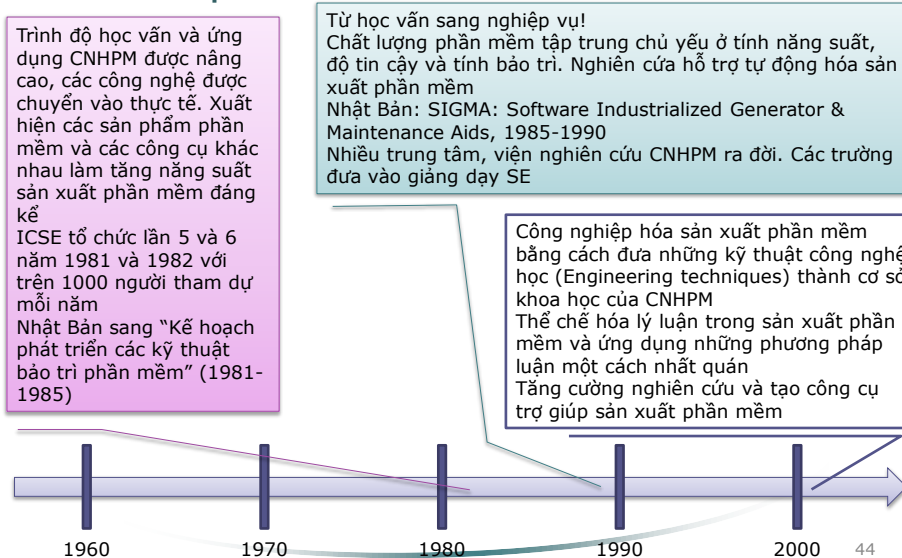 Trình độ học vấn và ứng
dụng CNHPM được nâng
cao, các công nghệ được
chuyển vào thực tế. Xuất
hiện các sản phẩm phần
mềm và các công cụ khác
nhau làm tăng năng suất
sản xuất phần mềm đáng
kể
ICSE tổ chức lần 5 và 6
năm 1981 và 1982 với
trên 1000 người tham dự
mỗi năm
Nhật Bản sang “Kế hoạch
phát triển các kỹ thuật
bảo trì phần mềm” (1981-
1985)
Từ học vấn sang nghiệp vụ!
Chất lượng phần mềm tập trung chủ yếu ở tính năng suất,
độ tin cậy và tính bảo trì. Nghiên cứa hỗ trợ tự động hóa sản
xuất phần mềm
Nhật Bản: SIGMA: Software Industrialized Generator &
Maintenance Aids, 1985-1990
Nhiều trung tâm, viện nghiên cứu CNHPM ra đời. Các trường
đưa vào giảng dạy SE
Công nghiệp hóa sản xuất phần mềm
bằng cách đưa những kỹ thuật công nghệ
học (Engineering techniques) thành cơ sở
khoa học của CNHPM
Thể chế hóa lý luận trong sản xuất phần
mềm và ứng dụng những phương pháp
luận một cách nhất quán
Tăng cường nghiên cứu và tạo công cụ
trợ giúp sản xuất phần mềm
1960 1970 1980 1990 2000 44